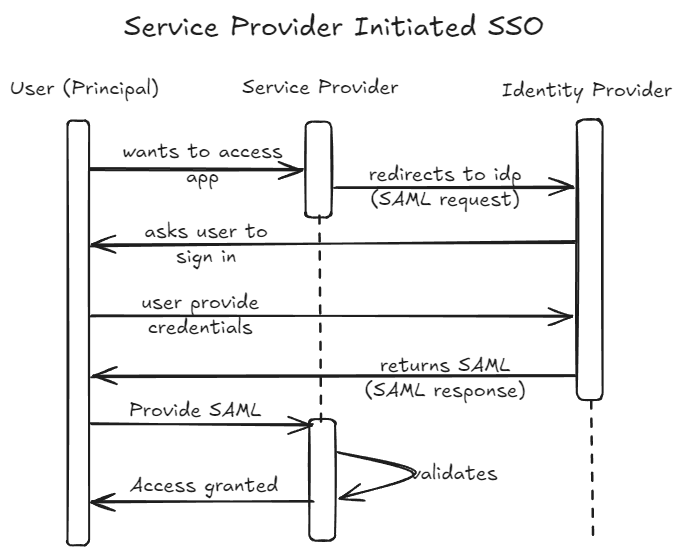 Service Provider Initiated SSO
User (Principal)
Service Provider
Identity Provider
wants to access
app
redirects to idp
(SAML request)
asks user to
sign in
user provide
credentials
returns SAML
(SAML response)
Provide SAML
validates
Access granted